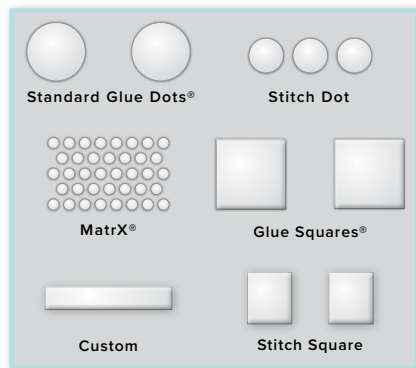 Standard Glue Dots®
Stitch Dot
MatrX®
Glue Squares®
Custom
Stitch Square